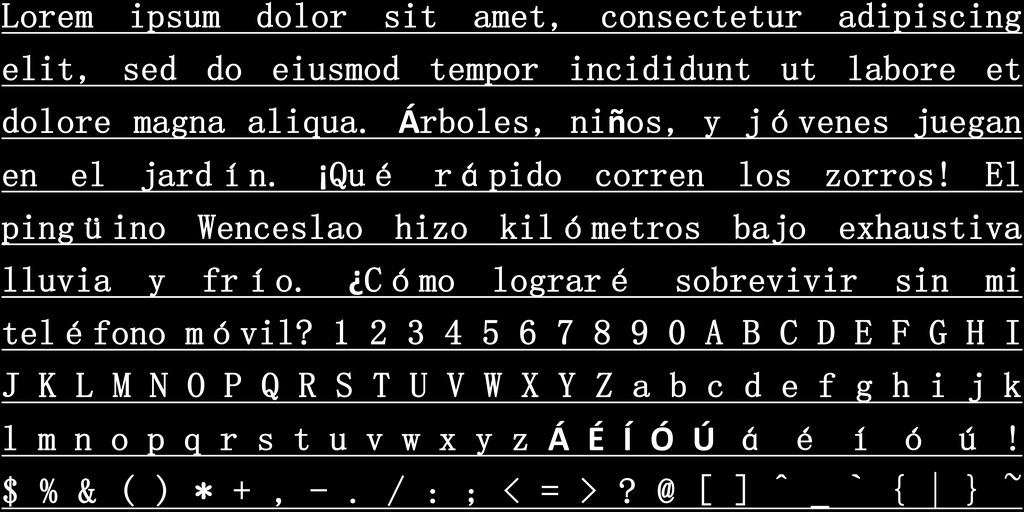 Lorem ipsum dolor sit amet, consectetur adipiscing
elit, sed do eiusmod tempor incididunt ut labore et
dolore magna aliqua. Árboles, niños, y jóvenes juegan
en el jardín. ¡Qué rápido corren los zorros! El
pingüino Wenceslao hizo kilómetros bajo exhaustiva
lluvia y frío. ¿Cómo lograré sobrevivir sin mi
teléfono móvil? 1 2 3 4 5 6 7 8 9 0 A B C D E F G H I
J K L M N O P Q R S T U V W X Y Z a b c d e f g h i j k
l m n o p q r s t u v w x y z Á É Í Ó Ú á é í ó ú !
$ % & ( ) * + , - . / : ; < = > ? @ [ ] ^ _ ` { | } ~